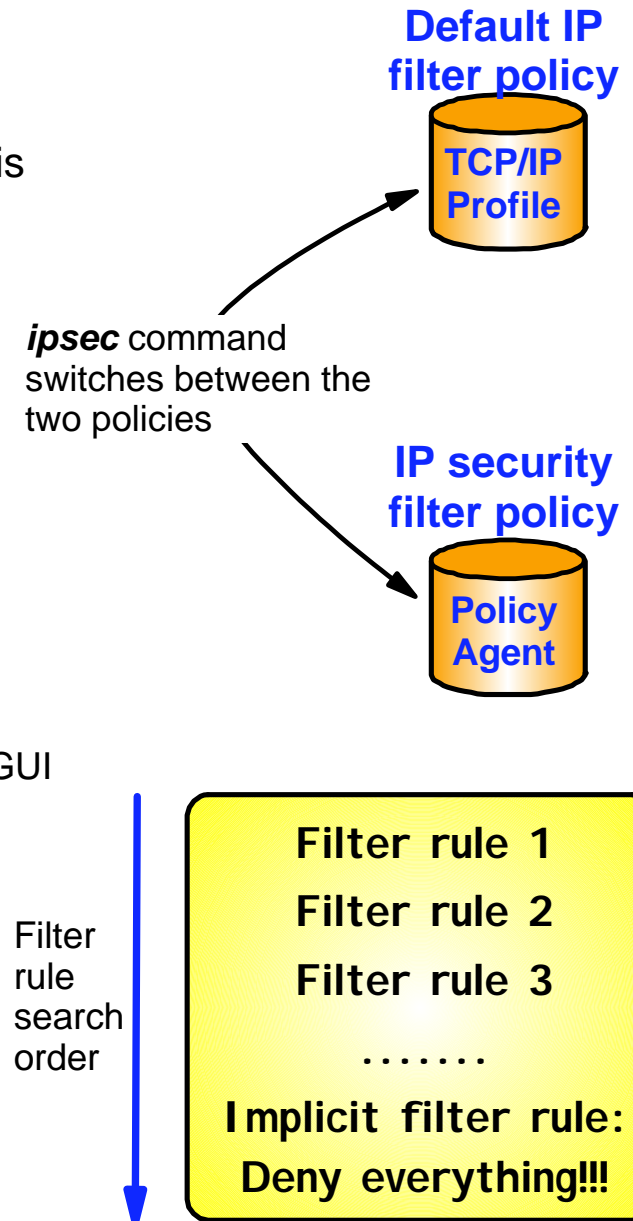 Default IP
filter policy
TCP/IP
Profile
is
ipsec command
switches between the
two policies
IP security
filter policy
Policy
Agent
GUI
Filter
rule
search
order
Filter rule 1
Filter rule 2
Filter rule 3
.......
Implicit filter rule:
Deny everything!!!